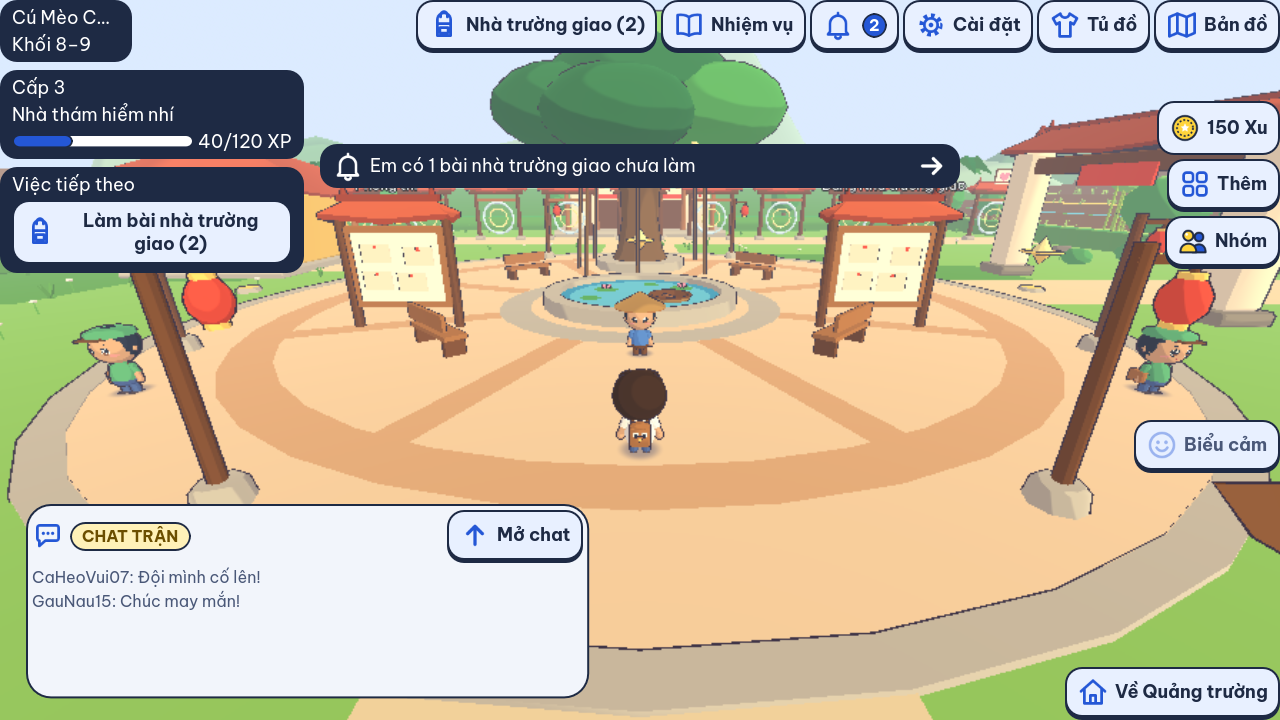 Cú Mèo C...
Khối 8–9
Nhà trường giao (2)
Nhiệm vụ
2
Cài đặt
Tủ đồ
Bản đồ
Cấp 3
Nhà thám hiểm nhí
40/120 XP
150 Xu
Em có 1 bài nhà trường giao chưa làm
Thêm
Việc tiếp theo
Làm bài nhà trường
giao (2)
Nhóm
Biểu cảm
CHAT TRẬN
Mở chat
CaHeoVui07: Đội mình cố lên!
GauNau15: Chúc may mắn!
Về Quảng trường